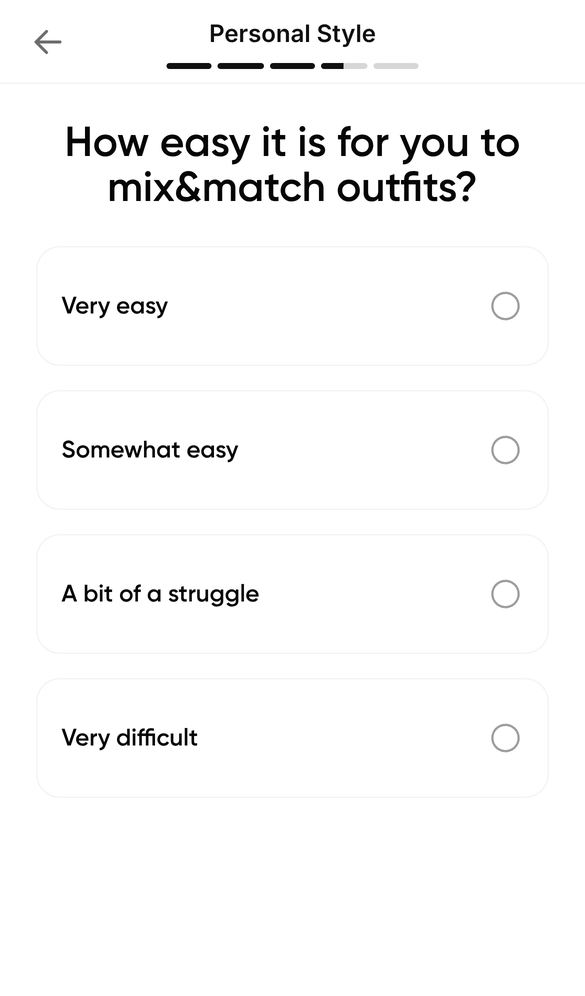 Personal Style
How easy it is for you to
mix&match outfits?
Very easy
Somewhat easy
A bit of a struggle
Very difficult